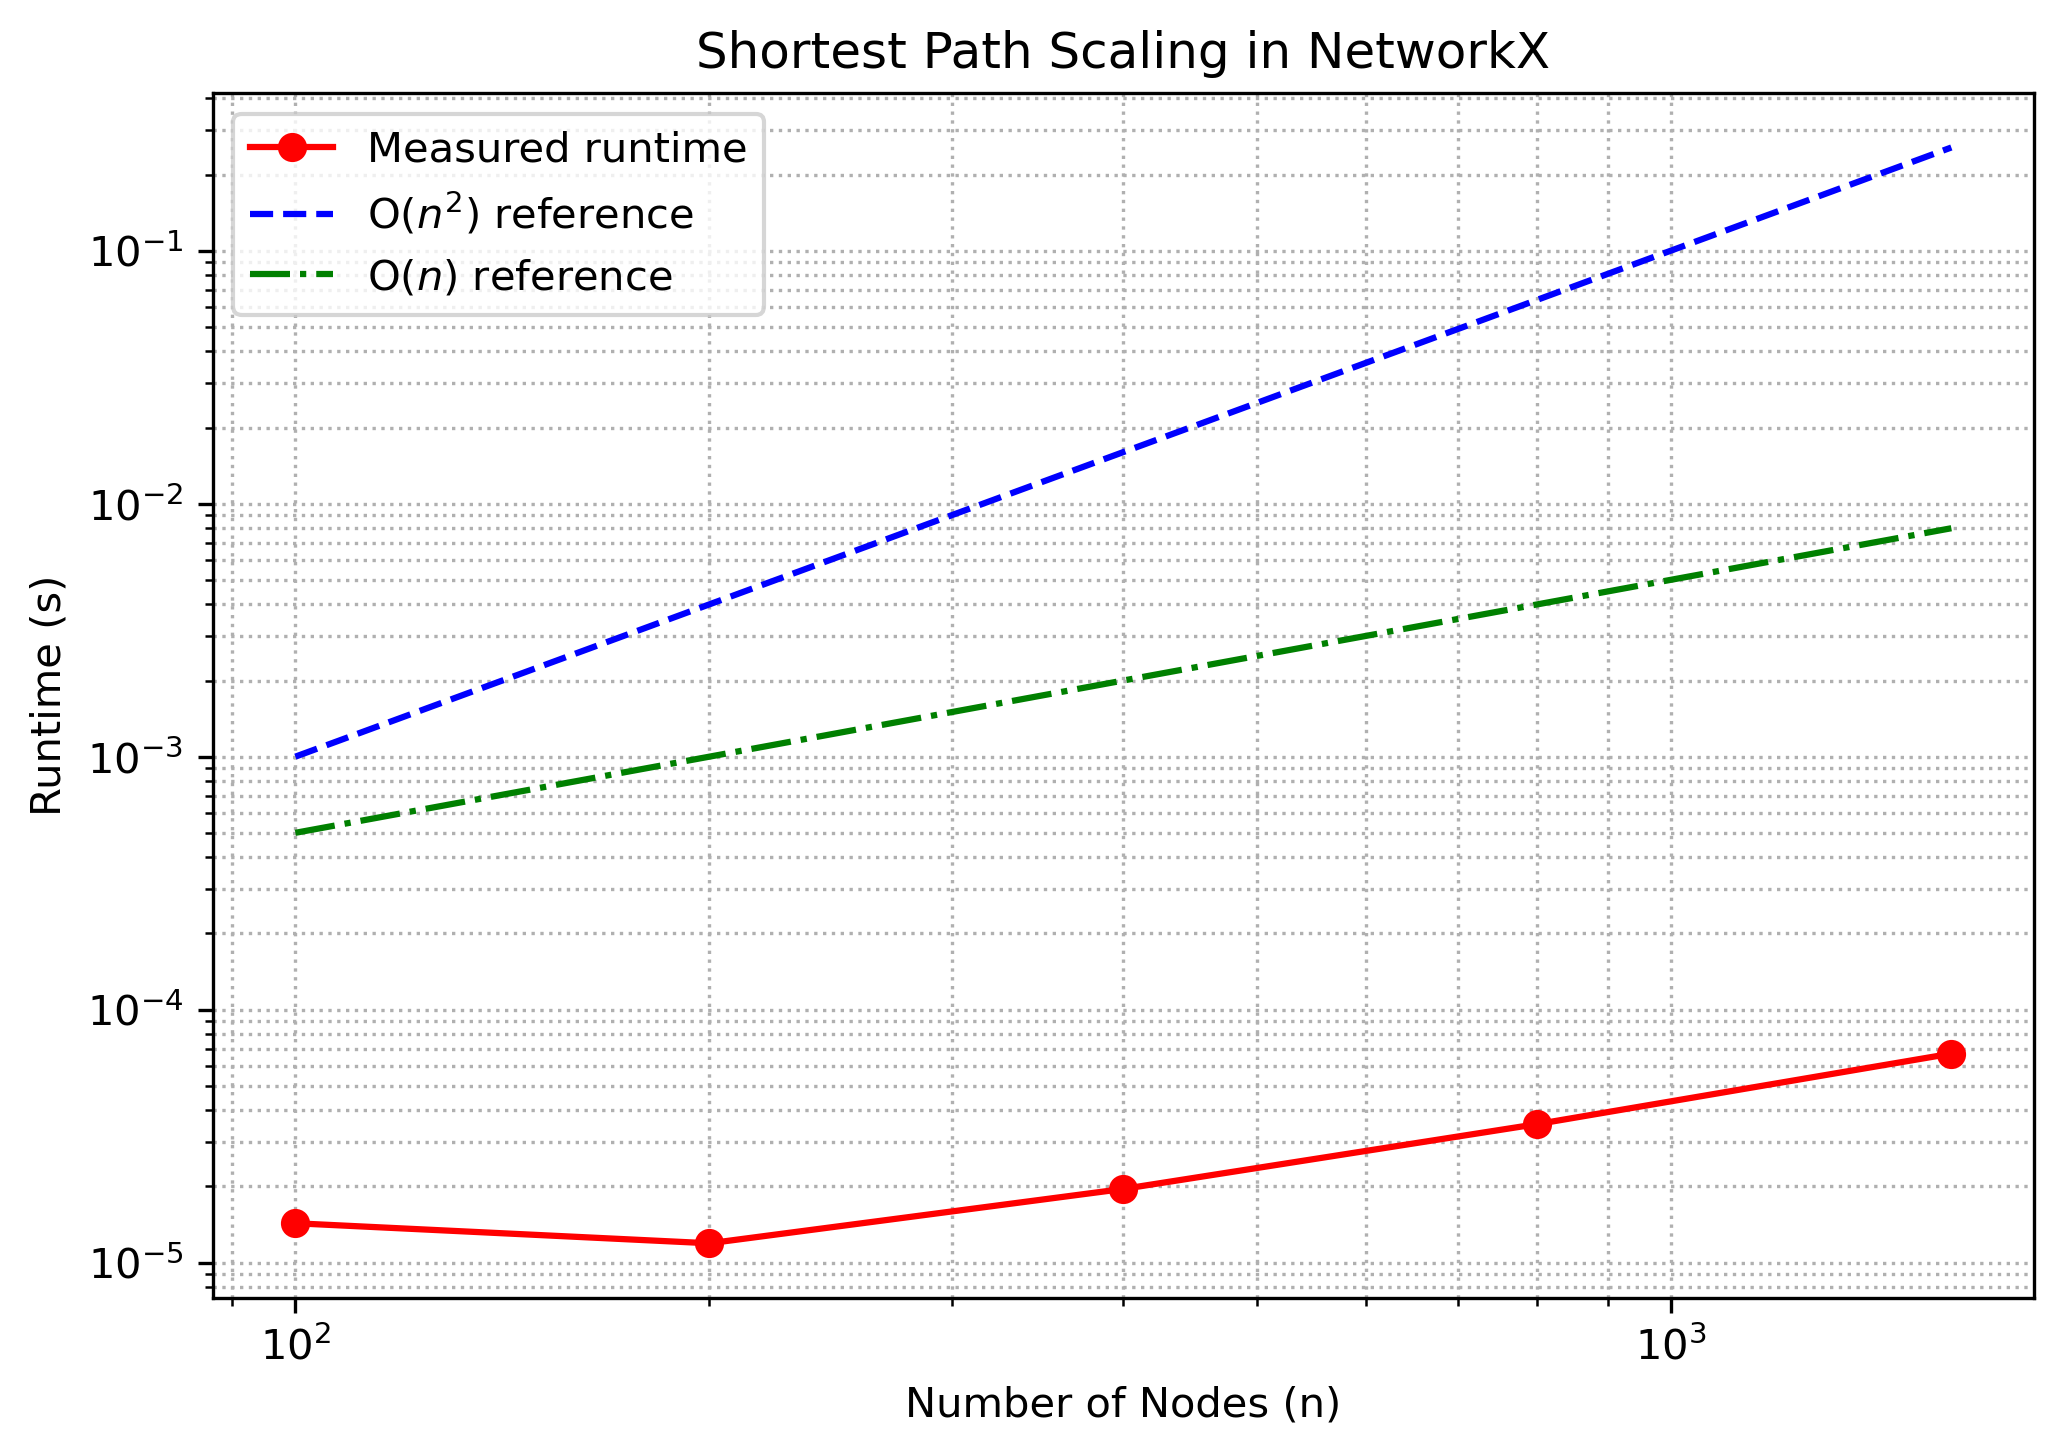 Shortest Path Scaling in NetworkX
Measured runtime
O(n²) reference
O(n) reference
Runtime (s)
10⁻¹
10⁻²
10⁻³
10⁻⁴
10⁻⁵
10² 10³
Number of Nodes (n)